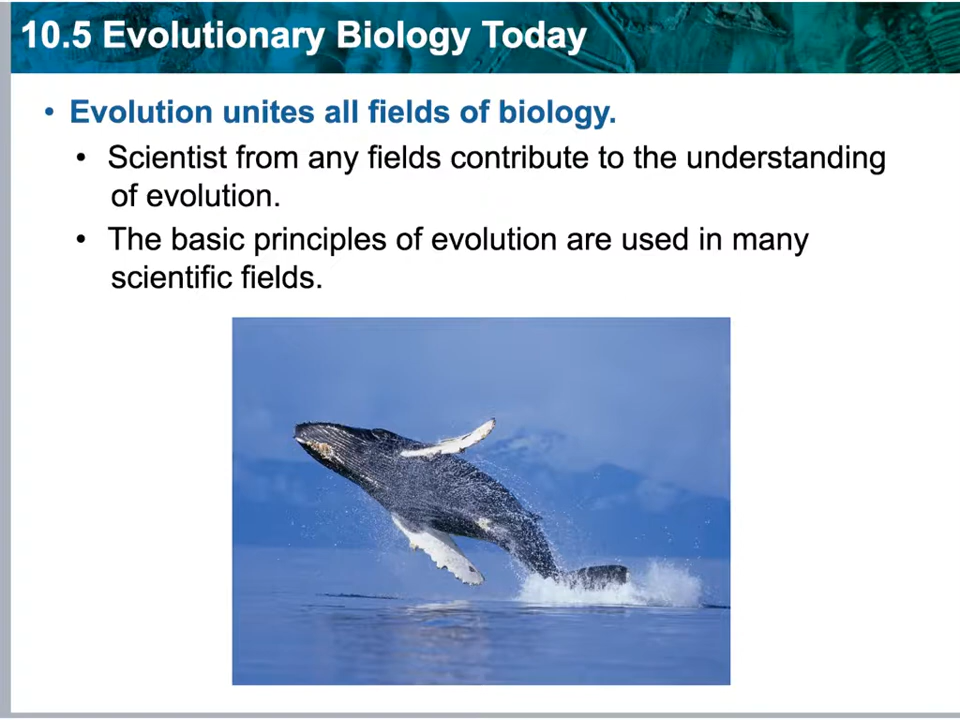 10.5 Evolutionary Biology Today
• Evolution unites all fields of biology.
• Scientist from any fields contribute to the understanding
of evolution.
• The basic principles of evolution are used in many
scientific fields.